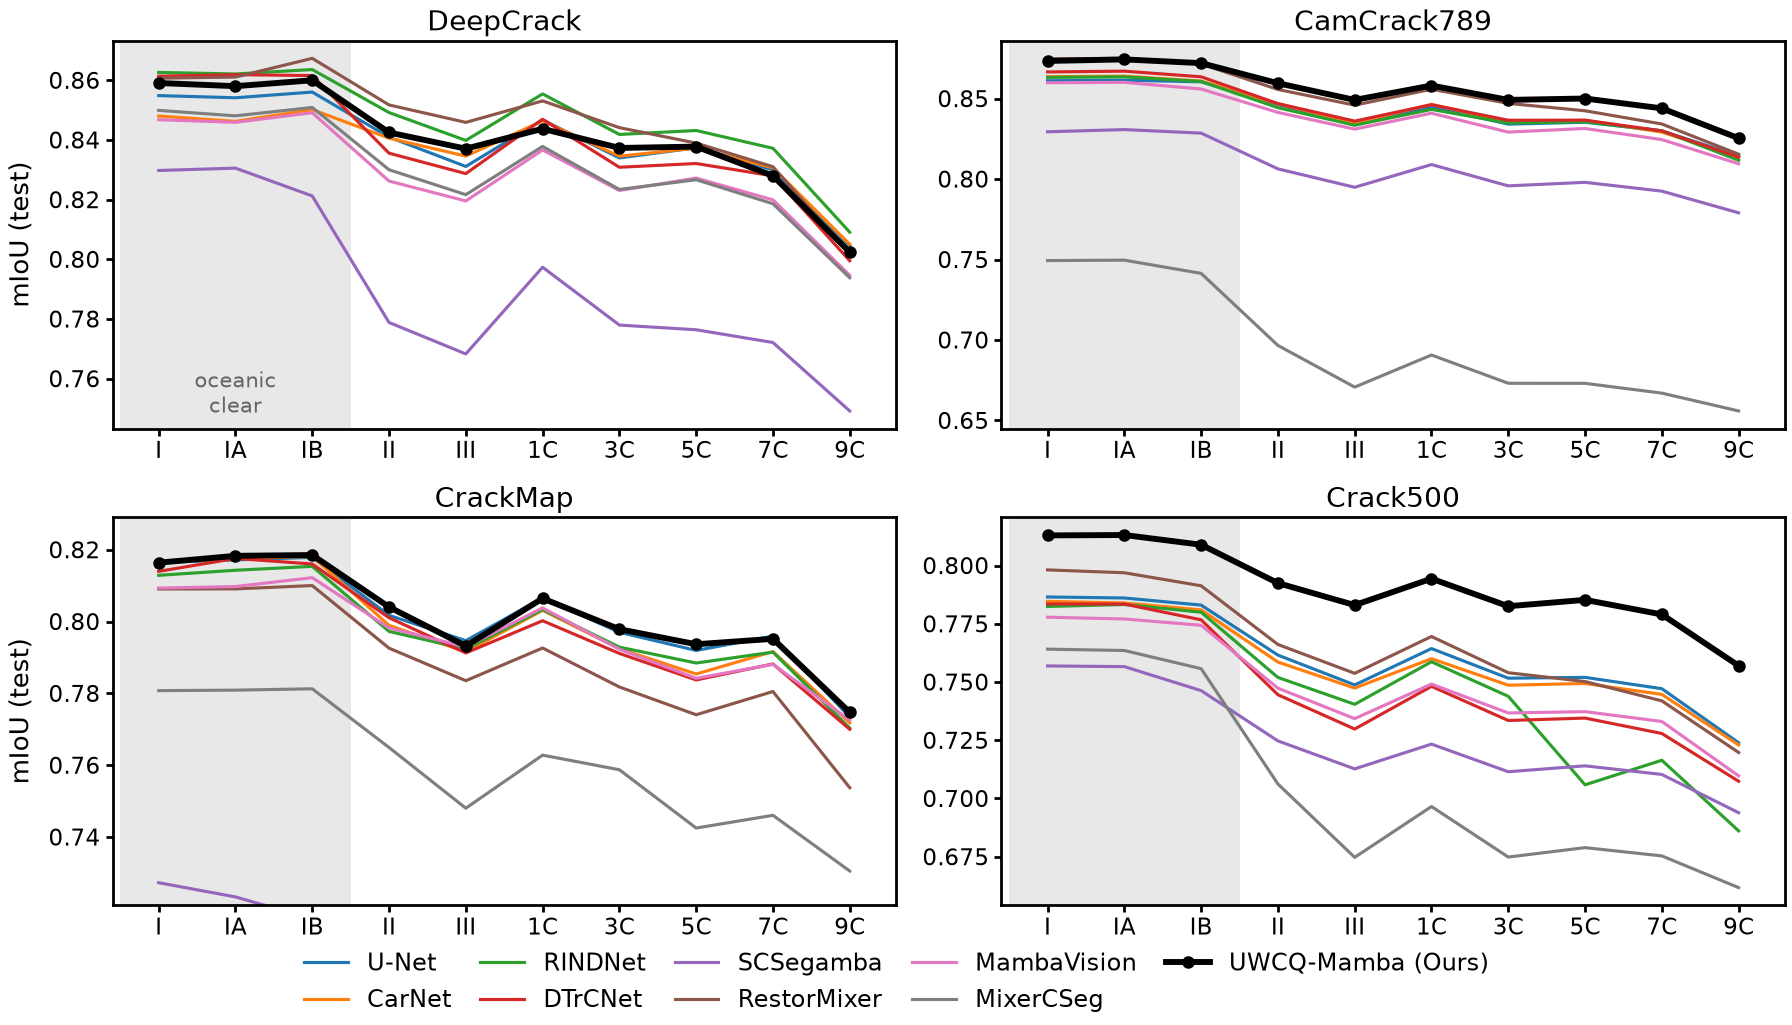 DeepCrack
CamCrack789
mIoU (test)
0.86
0.84
0.82
0.80
0.78
0.76
oceanic
clear
I IA IB II III 1C 3C 5C 7C 9C
0.85
0.80
0.75
0.70
0.65
I IA IB II III 1C 3C 5C 7C 9C
CrackMap
Crack500
mIoU (test)
0.82
0.80
0.78
0.76
0.74
I IA IB II III 1C 3C 5C 7C 9C
0.800
0.775
0.750
0.725
0.700
0.675
I IA IB II III 1C 3C 5C 7C 9C
U-Net RINDNet SCSegamba MambaVision UWCQ-Mamba (Ours)
CarNet DTrCNet RestorMixer MixerCSeg